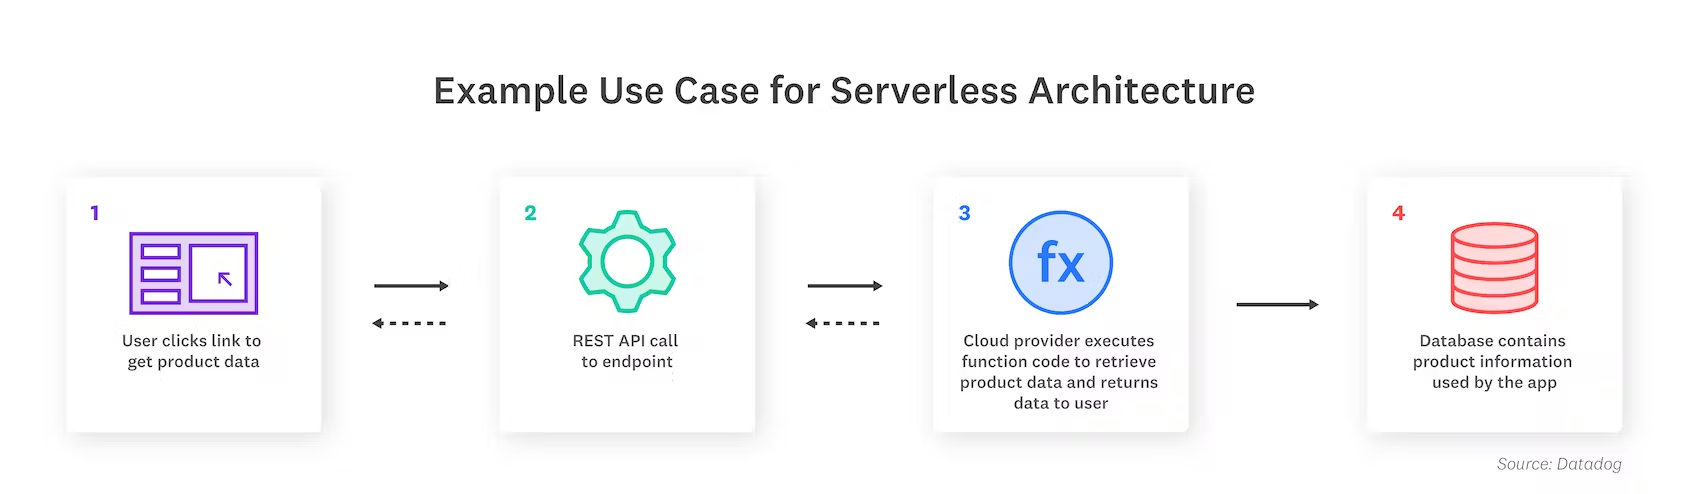 Example Use Case for Serverless Architecture
1
User clicks link to
get product data
2
REST API call
to endpoint
3
fx
Cloud provider executes
function code to retrieve
product data and returns
data to user
4
Database contains
product information
used by the app
Source: Datadog